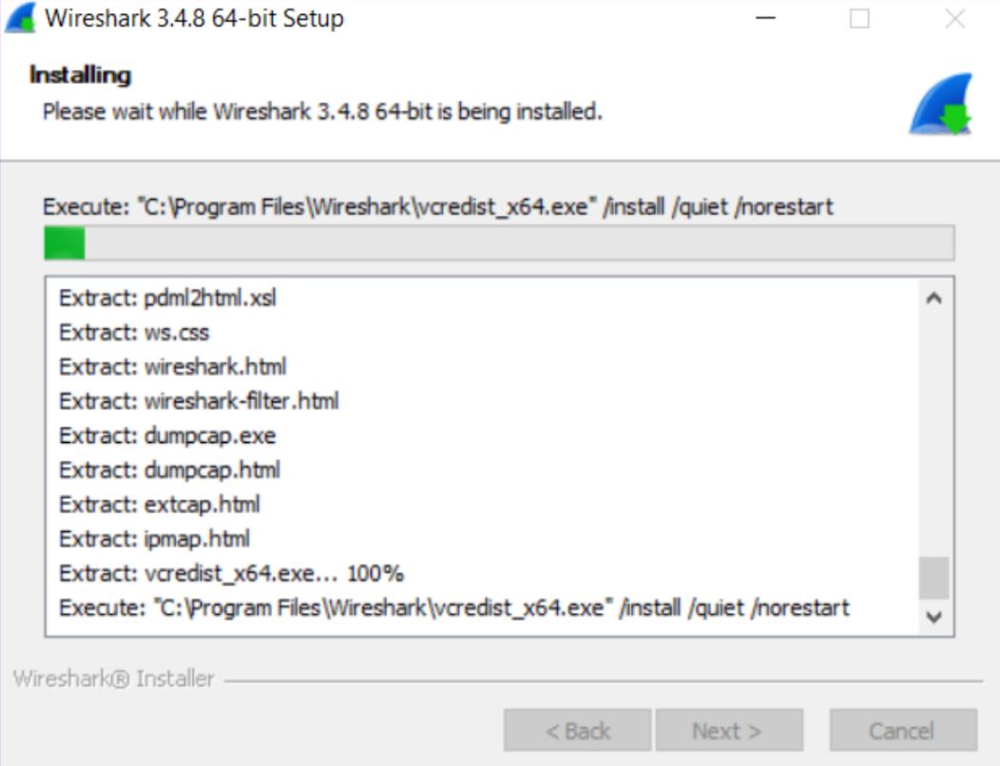 Wireshark 3.4.8 64-bit Setup
Installing
Please wait while Wireshark 3.4.8 64-bit is being installed.
Execute: "C:\Program Files\Wireshark\vcredist_x64.exe" /install /quiet /norestart
Extract: pdml2html.xsl
Extract: ws.css
Extract: wireshark.html
Extract: wireshark-filter.html
Extract: dumpcap.exe
Extract: dumpcap.html
Extract: extcap.html
Extract: ipmap.html
Extract: vcredist_x64.exe... 100%
Execute: "C:\Program Files\Wireshark\vcredist_x64.exe" /install /quiet /norestart
Wireshark® Installer
< Back Next > Cancel